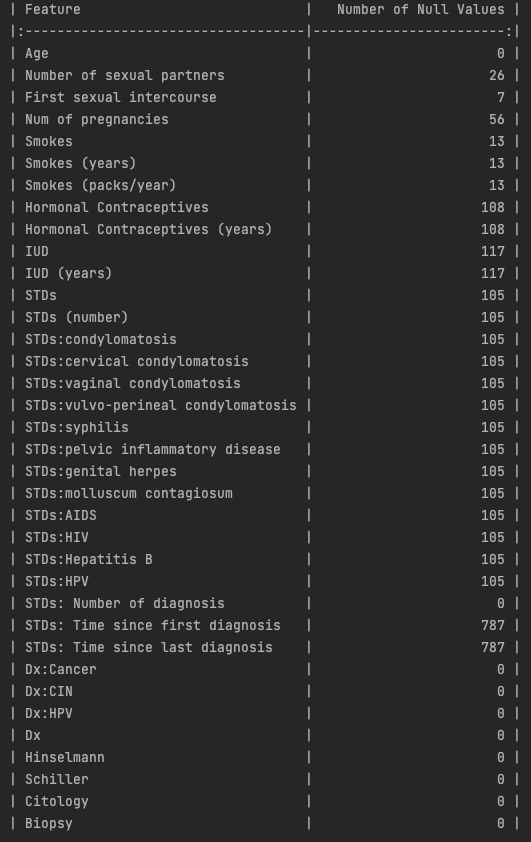 | Feature                           |   Number of Null Values |
|:----------------------------------|------------------------:|
| Age                               |                       0 |
| Number of sexual partners         |                      26 |
| First sexual intercourse          |                       7 |
| Num of pregnancies                |                      56 |
| Smokes                            |                      13 |
| Smokes (years)                    |                      13 |
| Smokes (packs/year)               |                      13 |
| Hormonal Contraceptives           |                     108 |
| Hormonal Contraceptives (years)   |                     108 |
| IUD                               |                     117 |
| IUD (years)                       |                     117 |
| STDs                              |                     105 |
| STDs (number)                     |                     105 |
| STDs:condylomatosis               |                     105 |
| STDs:cervical condylomatosis      |                     105 |
| STDs:vaginal condylomatosis       |                     105 |
| STDs:vulvo-perineal condylomatosis |                     105 |
| STDs:syphilis                     |                     105 |
| STDs:pelvic inflammatory disease  |                     105 |
| STDs:genital herpes               |                     105 |
| STDs:molluscum contagiosum        |                     105 |
| STDs:AIDS                         |                     105 |
| STDs:HIV                          |                     105 |
| STDs:Hepatitis B                  |                     105 |
| STDs:HPV                          |                     105 |
| STDs: Number of diagnosis         |                       0 |
| STDs: Time since first diagnosis  |                     787 |
| STDs: Time since last diagnosis   |                     787 |
| Dx:Cancer                         |                       0 |
| Dx:CIN                            |                       0 |
| Dx:HPV                            |                       0 |
| Dx                                |                       0 |
| Hinselmann                        |                       0 |
| Schiller                          |                       0 |
| Citology                          |                       0 |
| Biopsy                            |                       0 |